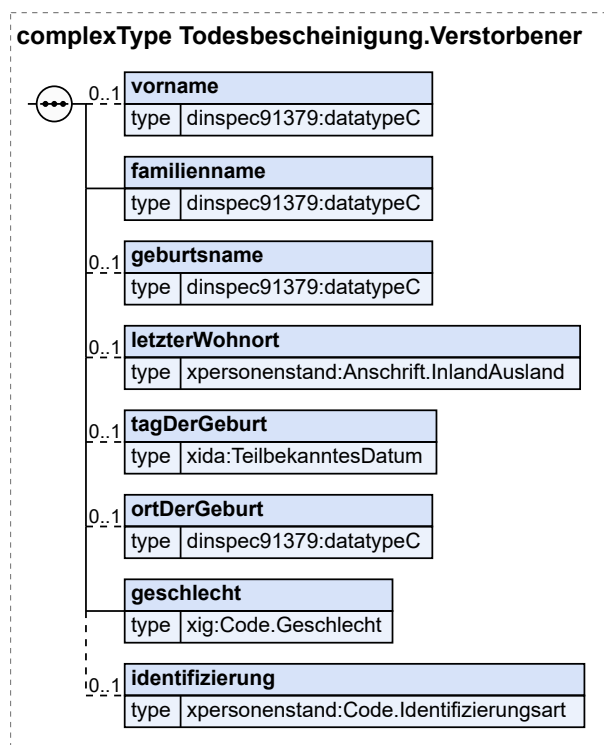 complexType Todesbescheinigung.Verstorbener
0..1 vorname
type dinspec91379:datatypeC
familienname
type dinspec91379:datatypeC
0..1 geburtsname
type dinspec91379:datatypeC
0..1 letzterWohnort
type xpersonenstand:Anschrift.InlandAusland
0..1 tagDerGeburt
type xida:TeilbekanntesDatum
0..1 ortDerGeburt
type dinspec91379:datatypeC
geschlecht
type xig:Code.Geschlecht
0..1 identifizierung
type xpersonenstand:Code.Identifizierungsart